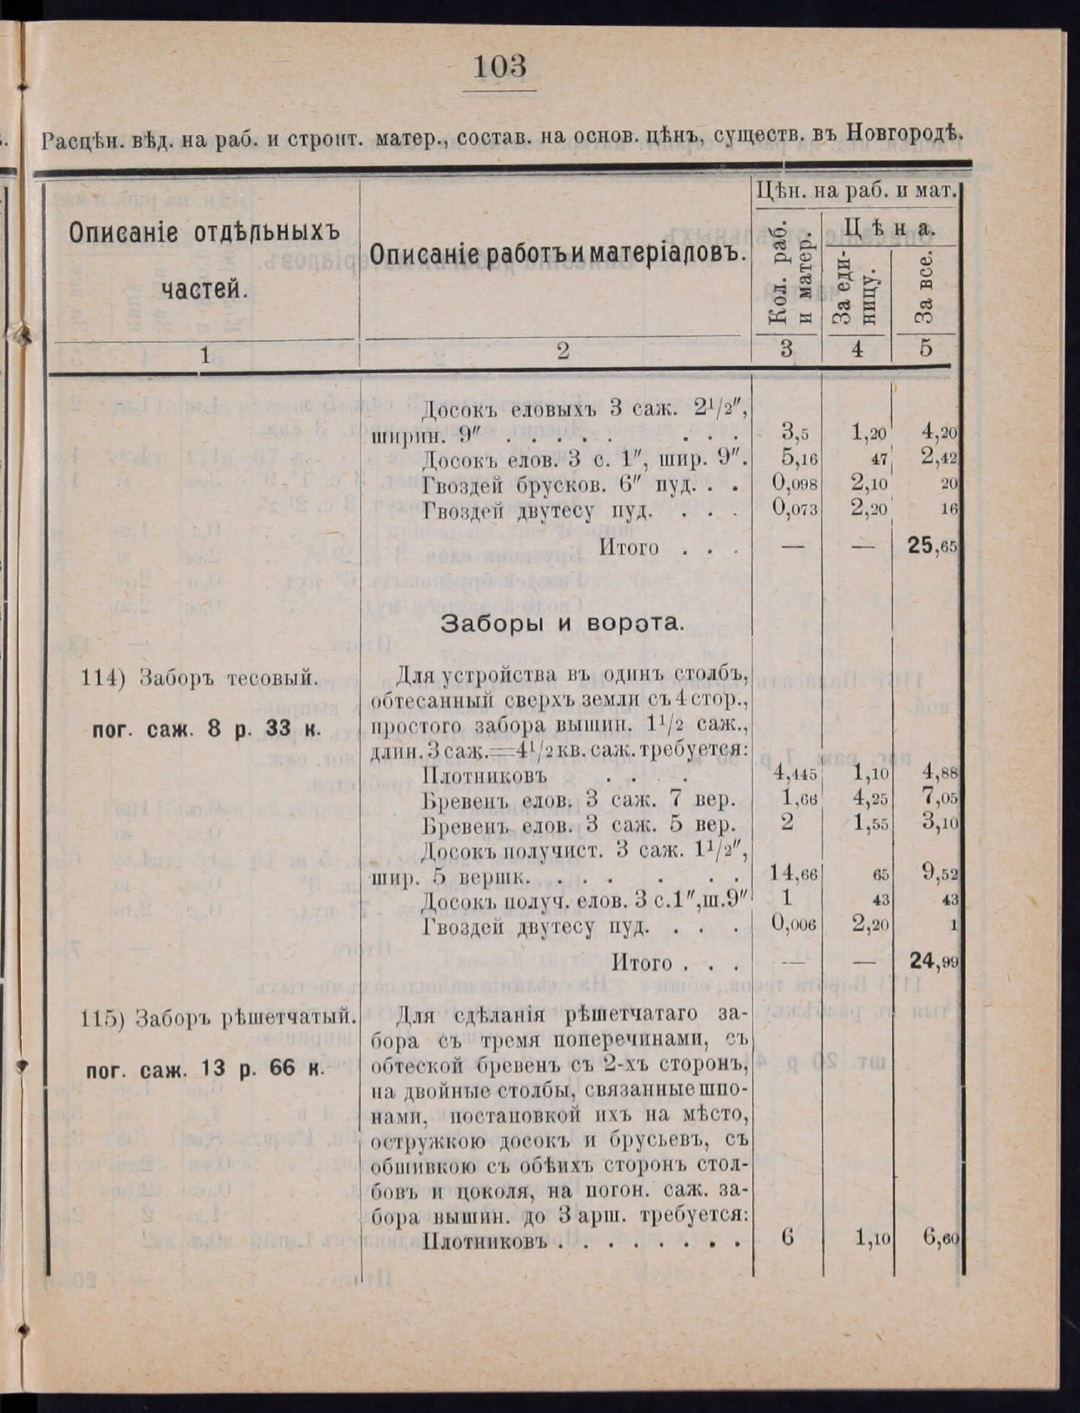 103
Расцѣн. вѣд. на раб. и строит. матер., состав. на основ. цѣнъ, существ. въ Новгородѣ.
Описаніе отдѣльныхъ
частей.
Описаніе работъ и матеріаловъ.
Цѣн. на раб. и мат.
Кол. раб.
и матер.
Цѣна.
За еди-
ницу.
За все.
1 2 3 4 5
Досокъ еловыхъ 3 саж. 2¹/₂″,
ширин. 9″ . . . . . . . . 3,5 1,20 4,20
Досокъ елов. 3 с. 1″, шир. 9″. 5,16 47 2,42
Гвоздей брусков. 6″ пуд. . . 0,098 2,10 20
Гвоздей двутесу пуд. . . . 0,073 2,20 16
Итого . . . — — 25,65
Заборы и ворота.
114) Заборъ тесовый.
пог. саж. 8 р. 33 к.
Для устройства въ одинъ столбъ,
обтесанный сверхъ земли съ 4 стор.,
простого забора вышин. 1¹/₂ саж.,
длин. 3 саж.=4¹/₂ кв. саж. требуется:
Плотниковъ . . . . 4,445 1,10 4,88
Бревенъ елов. 3 саж. 7 вер. 1,66 4,25 7,05
Бревенъ елов. 3 саж. 5 вер. 2 1,55 3,10
Досокъ получист. 3 саж. 1¹/₂″,
шир. 5 вершк. . . . . . . 14,66 65 9,52
Досокъ получ. елов. 3 с.1″,ш.9″ 1 43 43
Гвоздей двутесу пуд. . . . 0,006 2,20 1
Итого . . . — — 24,99
115) Заборъ рѣшетчатый.
пог. саж. 13 р. 66 к.
Для сдѣланія рѣшетчатаго за-
бора съ тремя поперечинами, съ
обтеской бревенъ съ 2-хъ сторонъ,
на двойные столбы, связанные шпо-
нами, постановкой ихъ на мѣсто,
остружкою досокъ и брусьевъ, съ
обшивкою съ обѣихъ сторонъ стол-
бовъ и цоколя, на погон. саж. за-
бора вышин. до 3 арш. требуется:
Плотниковъ . . . . . . . . 6 1,10 6,60